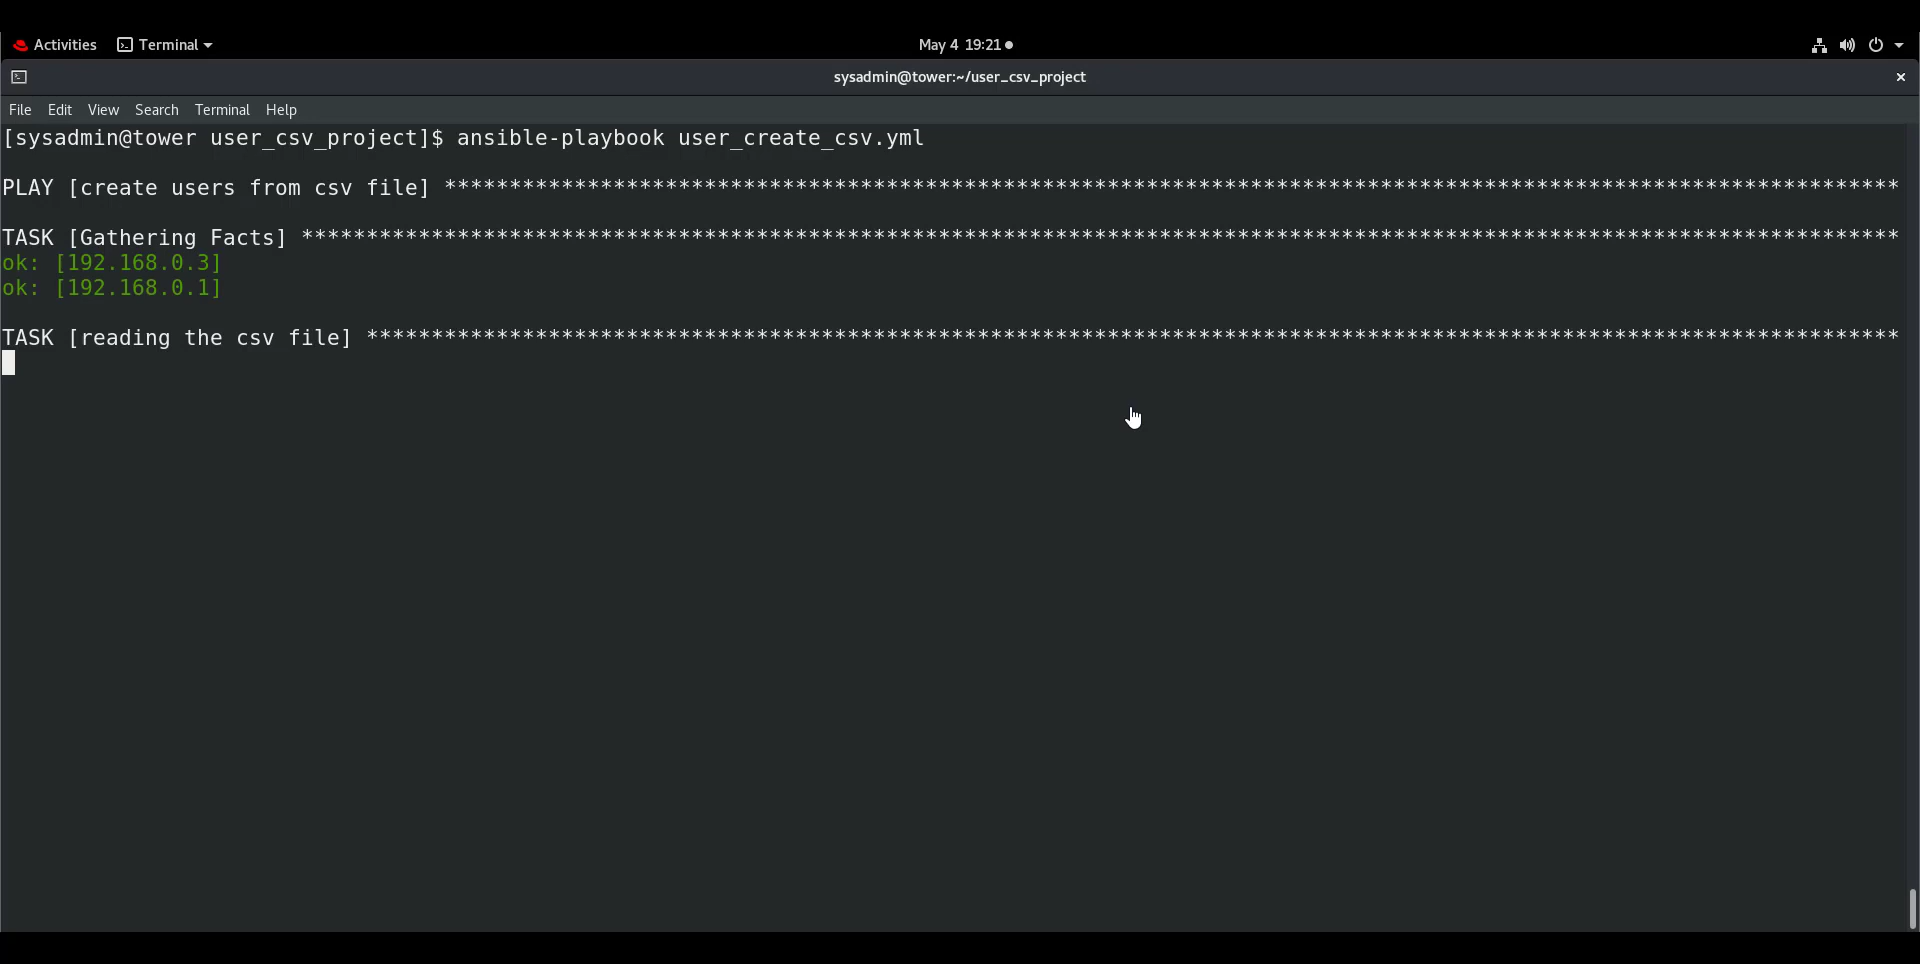 Activities Terminal May 4 19:21
sysadmin@tower:~/user_csv_project
File Edit View Search Terminal Help
[sysadmin@tower user_csv_project]$ ansible-playbook user_create_csv.yml
PLAY [create users from csv file] ****************************************************************************************************************
TASK [Gathering Facts] ***************************************************************************************************************************
ok: [192.168.0.3]
ok: [192.168.0.1]
TASK [reading the csv file] **********************************************************************************************************************